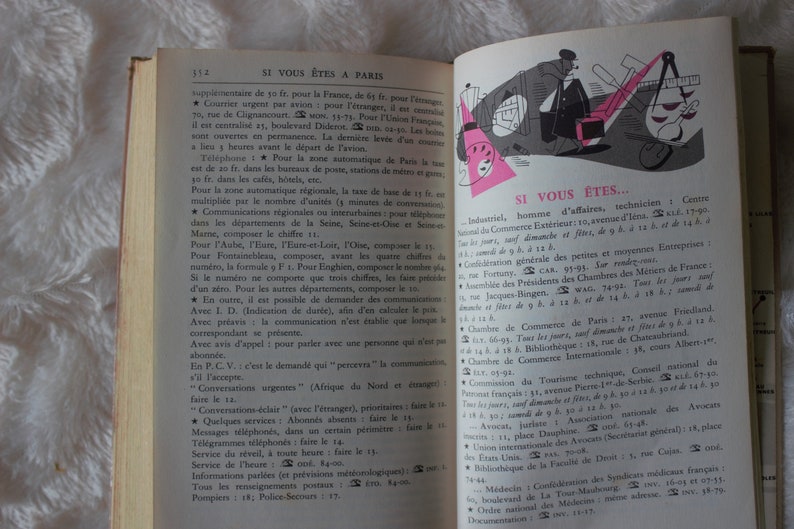 352 SI VOUS ÊTES A PARIS
supplémentaire de 50 fr. pour la France, de 65 fr. pour l'étranger.
★ Courrier urgent par avion : pour l'étranger, il est centralisé
70, rue de Clignancourt. ☎ MON. 53-73. Pour l'Union Française,
il est centralisé 25, boulevard Diderot. ☎ DID. 02-30. Les boîtes
sont ouvertes en permanence. La dernière levée d'un courrier
a lieu 3 heures avant le départ de l'avion.
Téléphone : ★ Pour la zone automatique de Paris la taxe
est de 20 fr. dans les bureaux de poste, stations de métro et gares;
30 fr. dans les cafés, hôtels, etc.
Pour la zone automatique régionale, la taxe de base de 15 fr. est
multipliée par le nombre d'unités (3 minutes de conversation).
★ Communications régionales ou interurbaines : pour téléphoner
dans les départements de la Seine, Seine-et-Oise et Seine-et-
Marne, composer le chiffre 11.
Pour l'Aube, l'Eure, l'Eure-et-Loir, l'Oise, composer le 15.
Pour Fontainebleau, composer avant les quatre chiffres du
numéro, la formule 9 F 1. Pour Enghien, composer le nombre 964.
Si le numéro ne comporte que trois chiffres, les faire précéder
d'un zéro. Pour les autres départements, composer le 10.
★ En outre, il est possible de demander des communications :
Avec I. D. (Indication de durée), afin d'en calculer le prix.
Avec préavis : la communication n'est établie que lorsque le
correspondant se présente.
Avec avis d'appel : pour parler avec une personne qui n'est pas
abonnée.
En P.C.V. : c'est le demandé qui "percevra" la communication,
s'il l'accepte.
"Conversations urgentes" (Afrique du Nord et étranger) :
faire le 12.
"Conversations-éclair" (avec l'étranger), prioritaires : faire le 12.
★ Quelques services : Abonnés absents : faire le 13.
Messages téléphonés, dans un certain périmètre : faire le 11.
Télégrammes téléphonés : faire le 14.
Service du réveil, à toute heure : faire le 13.
Service de l'heure : ☎ ODÉ. 84-00.
Informations parlées (et prévisions météorologiques) : ☎ INF. 1.
Tous les renseignements postaux : ☎ ÉTO. 84-00.
Pompiers : 18; Police-Secours : 17.
SI VOUS ÊTES...
... Industriel, homme d'affaires, technicien : Centre
National du Commerce Extérieur : 10, avenue d'Iéna. ☎ KLÉ. 17-90.
Tous les jours, sauf dimanche et fêtes, de 9 h. à 12 h. et de 14 h. à
18 h.; samedi de 9 h. à 12 h.
★ Confédération générale des petites et moyennes Entreprises :
rue Fortuny. ☎ CAR. 95-93. Sur rendez-vous.
★ Assemblée des Présidents des Chambres des Métiers de France :
rue Jacques-Bingen. ☎ WAG. 74-92. Tous les jours, sauf
dimanche et fêtes de 9 h. à 12 h. et de 14 h. à 18 h.; samedi de
9 h. à 12 h.
★ Chambre de Commerce de Paris : 27, avenue Friedland.
☎ ÉLY. 66-93. Tous les jours, sauf dimanche et fêtes de 9 h. à 12 h.
et de 14 h. à 18 h. Bibliothèque : 18, rue de Chateaubriand.
★ Chambre de Commerce Internationale : 38, cours Albert-1er.
☎ ÉLY. 05-92.
★ Commission du Tourisme technique, Conseil national du
Patronat français : 31, avenue Pierre-Ier-de-Serbie. ☎ KLÉ. 67-30.
Tous les jours, sauf dimanche et fêtes, de 9 h. 30 à 12 h. 30 et de 14 h. 30
à 18 h. 30 ; samedi de 9 h. 30 à 12 h. 30.
... Avocat, juriste : Association nationale des Avocats
inscrits : 11, place Dauphine. ☎ ODÉ. 66-48.
★ Union internationale des Avocats (Secrétariat général) : 18, place
des États-Unis. ☎ PAS. 70-08.
★ Bibliothèque de la Faculté de Droit : 5, rue Cujas. ☎ ODÉ.
74-44.
... Médecin : Confédération des Syndicats médicaux français :
60, boulevard de La Tour-Maubourg. ☎ INV. 16-03 et 07-55.
★ Ordre national des Médecins : même adresse. ☎ INV. 38-79.
Documentation : ☎ INV. 11-17.
LILAS